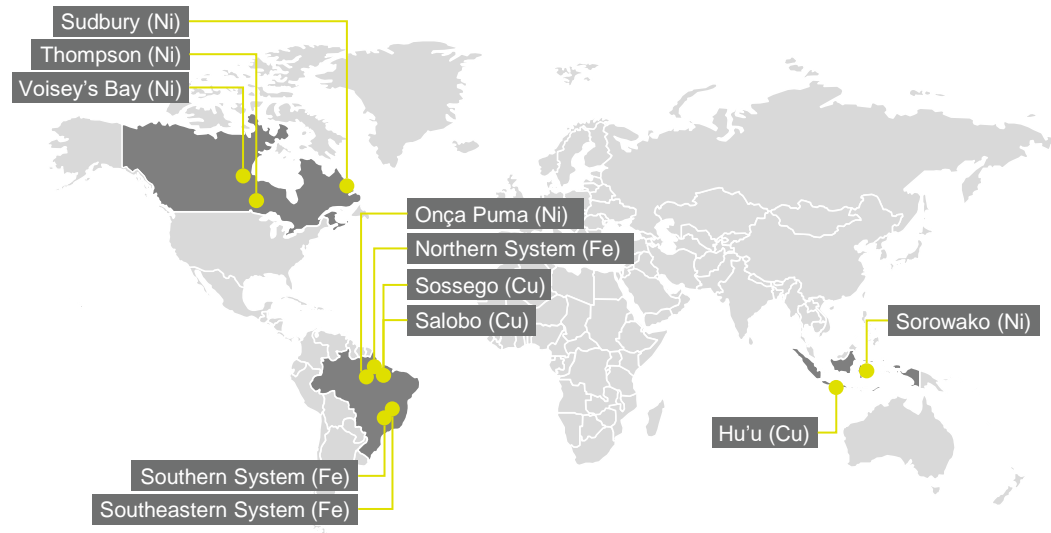 Sudbury (Ni)
Thompson (Ni)
Voisey’s Bay (Ni)
Onça Puma (Ni)
Northern System (Fe)
Sossego (Cu)
Salobo (Cu)
Sorowako (Ni)
Hu’u (Cu)
Southern System (Fe)
Southeastern System (Fe)